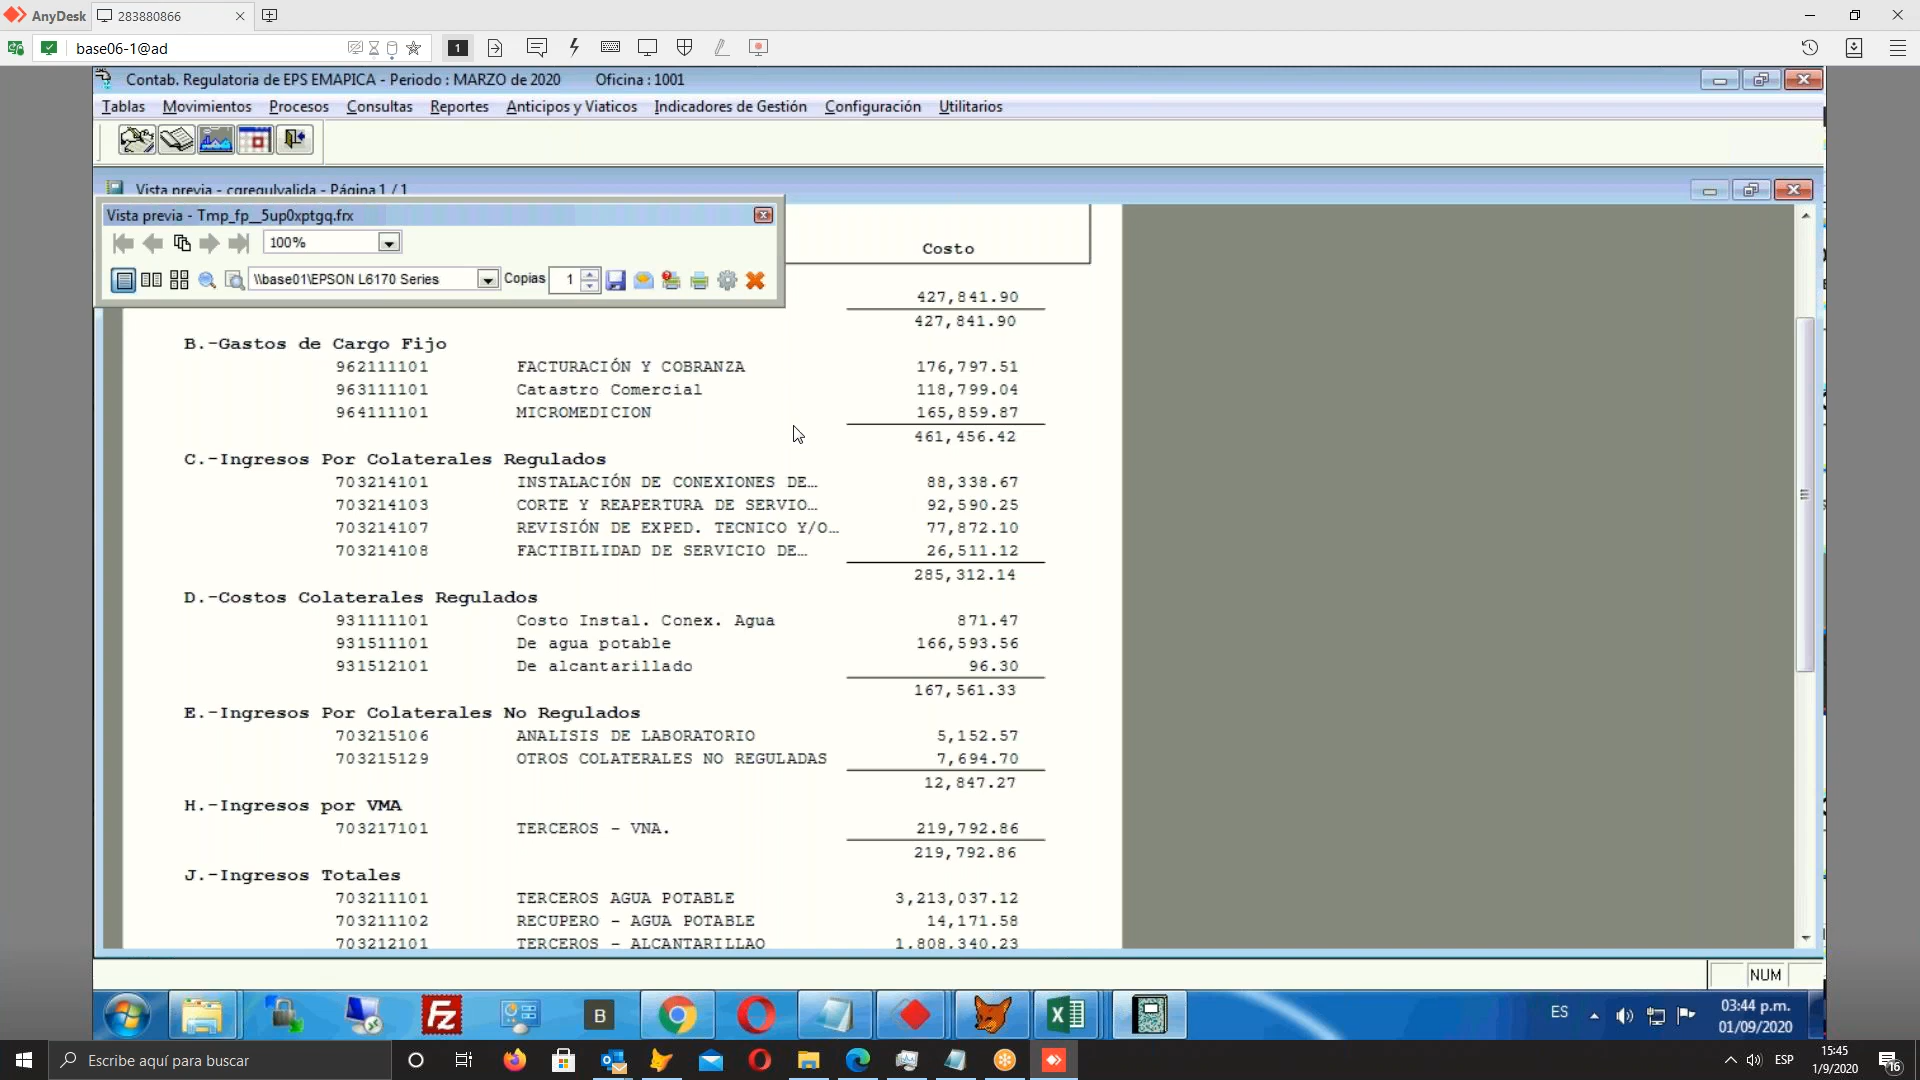 AnyDesk 283880866
base06-1@ad 1
Contab. Regulatoria de EPS EMAPICA - Periodo : MARZO de 2020 Oficina : 1001
Tablas Movimientos Procesos Consultas Reportes Anticipos y Viaticos Indicadores de Gestión Configuración Utilitarios
Vista previa - cgregulvalida - Página 1 / 1
Vista previa - Tmp_fp__5up0xptgq.frx
100%
\\base01\EPSON L6170 Series Copias 1
Costo
427,841.90
427,841.90
B.-Gastos de Cargo Fijo
962111101 FACTURACIÓN Y COBRANZA 176,797.51
963111101 Catastro Comercial 118,799.04
964111101 MICROMEDICION 165,859.87
461,456.42
C.-Ingresos Por Colaterales Regulados
703214101 INSTALACIÓN DE CONEXIONES DE… 88,338.67
703214103 CORTE Y REAPERTURA DE SERVIO… 92,590.25
703214107 REVISIÓN DE EXPED. TECNICO Y/O… 77,872.10
703214108 FACTIBILIDAD DE SERVICIO DE… 26,511.12
285,312.14
D.-Costos Colaterales Regulados
931111101 Costo Instal. Conex. Agua 871.47
931511101 De agua potable 166,593.56
931512101 De alcantarillado 96.30
167,561.33
E.-Ingresos Por Colaterales No Regulados
703215106 ANALISIS DE LABORATORIO 5,152.57
703215129 OTROS COLATERALES NO REGULADAS 7,694.70
12,847.27
H.-Ingresos por VMA
703217101 TERCEROS - VNA. 219,792.86
219,792.86
J.-Ingresos Totales
703211101 TERCEROS AGUA POTABLE 3,213,037.12
703211102 RECUPERO - AGUA POTABLE 14,171.58
703212101 TERCEROS - ALCANTARILLAO 1,808,340.23
NUM
B
ES 03:44 p.m.
01/09/2020
Escribe aquí para buscar
ESP 15:45
1/9/2020 16